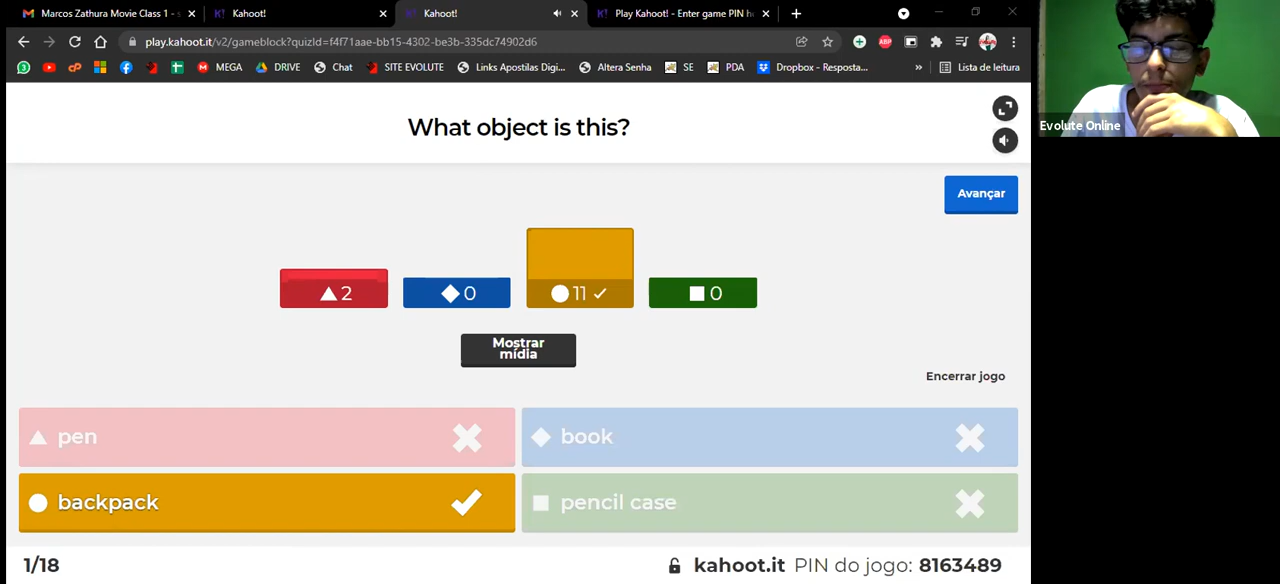 Marcos Zathura Movie Class 1 - s
Kahoot!
Kahoot!
Play Kahoot! - Enter game PIN h
play.kahoot.it/v2/gameblock?quizId=f4f71aae-bb15-4302-be3b-335dc74902d6
MEGA
DRIVE
Chat
SITE EVOLUTE
Links Apostilas Digi...
Altera Senha
SE
PDA
Dropbox - Resposta...
»
Lista de leitura
Evolute Online
What object is this?
Avançar
2
0
11
0
Mostrar
mídia
Encerrar jogo
pen
book
backpack
pencil case
1/18
kahoot.it PIN do jogo: 8163489